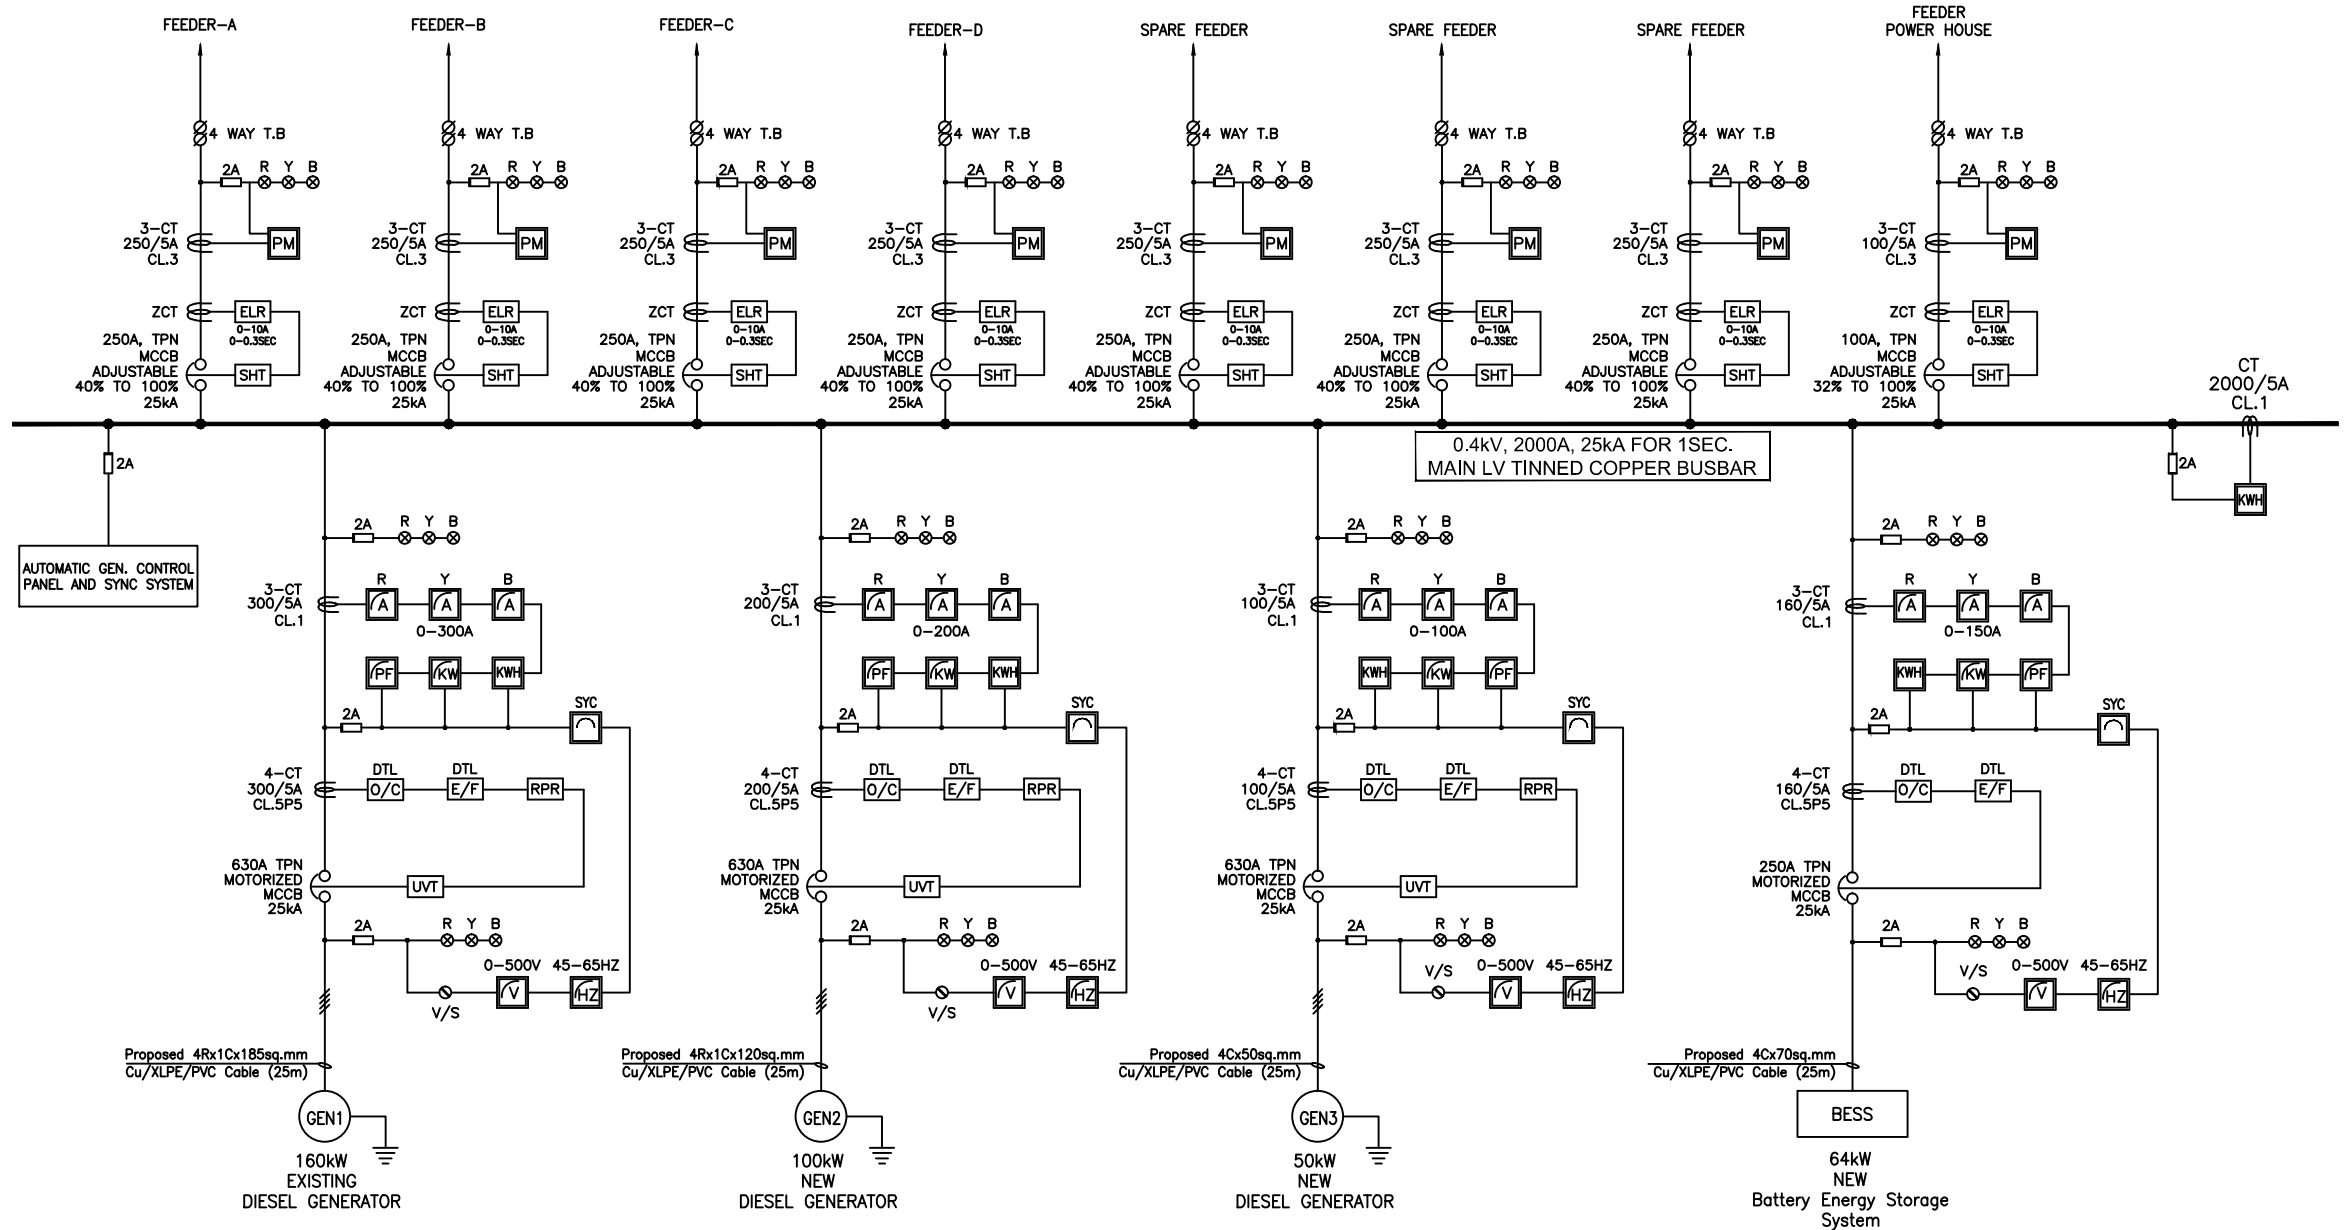 FEEDER-A
4 WAY T.B
2A
R Y B
3-CT
250/5A
CL.3
PM
ZCT
ELR
0-10A
0-0.3SEC
250A, TPN
MCCB
ADJUSTABLE
40% TO 100%
25kA
SHT
FEEDER-B
4 WAY T.B
2A
R Y B
3-CT
250/5A
CL.3
PM
ZCT
ELR
0-10A
0-0.3SEC
250A, TPN
MCCB
ADJUSTABLE
40% TO 100%
25kA
SHT
FEEDER-C
4 WAY T.B
2A
R Y B
3-CT
250/5A
CL.3
PM
ZCT
ELR
0-10A
0-0.3SEC
250A, TPN
MCCB
ADJUSTABLE
40% TO 100%
25kA
SHT
FEEDER-D
4 WAY T.B
2A
R Y B
3-CT
250/5A
CL.3
PM
ZCT
ELR
0-10A
0-0.3SEC
250A, TPN
MCCB
ADJUSTABLE
40% TO 100%
25kA
SHT
SPARE FEEDER
4 WAY T.B
2A
R Y B
3-CT
250/5A
CL.3
PM
ZCT
ELR
0-10A
0-0.3SEC
250A, TPN
MCCB
ADJUSTABLE
40% TO 100%
25kA
SHT
SPARE FEEDER
4 WAY T.B
2A
R Y B
3-CT
250/5A
CL.3
PM
ZCT
ELR
0-10A
0-0.3SEC
250A, TPN
MCCB
ADJUSTABLE
40% TO 100%
25kA
SHT
SPARE FEEDER
4 WAY T.B
2A
R Y B
3-CT
250/5A
CL.3
PM
ZCT
ELR
0-10A
0-0.3SEC
250A, TPN
MCCB
ADJUSTABLE
40% TO 100%
25kA
SHT
FEEDER
POWER HOUSE
4 WAY T.B
2A
R Y B
3-CT
100/5A
CL.3
PM
ZCT
ELR
0-10A
0-0.3SEC
100A, TPN
MCCB
ADJUSTABLE
32% TO 100%
25kA
SHT
CT
2000/5A
CL.1
2A
KWH
0.4kV, 2000A, 25kA FOR 1SEC.
MAIN LV TINNED COPPER BUSBAR
2A
AUTOMATIC GEN. CONTROL
PANEL AND SYNC SYSTEM
2A
R Y B
3-CT
300/5A
CL.1
R Y B
A A A
0-300A
PF KW KWH
2A
SYC
4-CT
300/5A
CL.5P5
DTL DTL
O/C E/F RPR
630A TPN
MOTORIZED
MCCB
25kA
UVT
2A
R Y B
0-500V 45-65HZ
V HZ
V/S
Proposed 4Rx1Cx185sq.mm
Cu/XLPE/PVC Cable (25m)
GEN1
160kW
EXISTING
DIESEL GENERATOR
2A
R Y B
3-CT
200/5A
CL.1
R Y B
A A A
0-200A
PF KW KWH
2A
SYC
4-CT
200/5A
CL.5P5
DTL DTL
O/C E/F RPR
630A TPN
MOTORIZED
MCCB
25kA
UVT
2A
R Y B
0-500V 45-65HZ
V HZ
V/S
Proposed 4Rx1Cx120sq.mm
Cu/XLPE/PVC Cable (25m)
GEN2
100kW
NEW
DIESEL GENERATOR
2A
R Y B
3-CT
100/5A
CL.1
R Y B
A A A
0-100A
KWH KW PF
2A
SYC
4-CT
100/5A
CL.5P5
DTL DTL
O/C E/F RPR
630A TPN
MOTORIZED
MCCB
25kA
UVT
2A
R Y B
V/S 0-500V 45-65HZ
V HZ
Proposed 4Cx50sq.mm
Cu/XLPE/PVC Cable (25m)
GEN3
50kW
NEW
DIESEL GENERATOR
2A
R Y B
3-CT
160/5A
CL.1
R Y B
A A A
0-150A
KWH KW PF
2A
SYC
4-CT
160/5A
CL.5P5
DTL DTL
O/C E/F
250A TPN
MOTORIZED
MCCB
25kA
2A
R Y B
V/S 0-500V 45-65HZ
V HZ
Proposed 4Cx70sq.mm
Cu/XLPE/PVC Cable (25m)
BESS
64kW
NEW
Battery Energy Storage
System